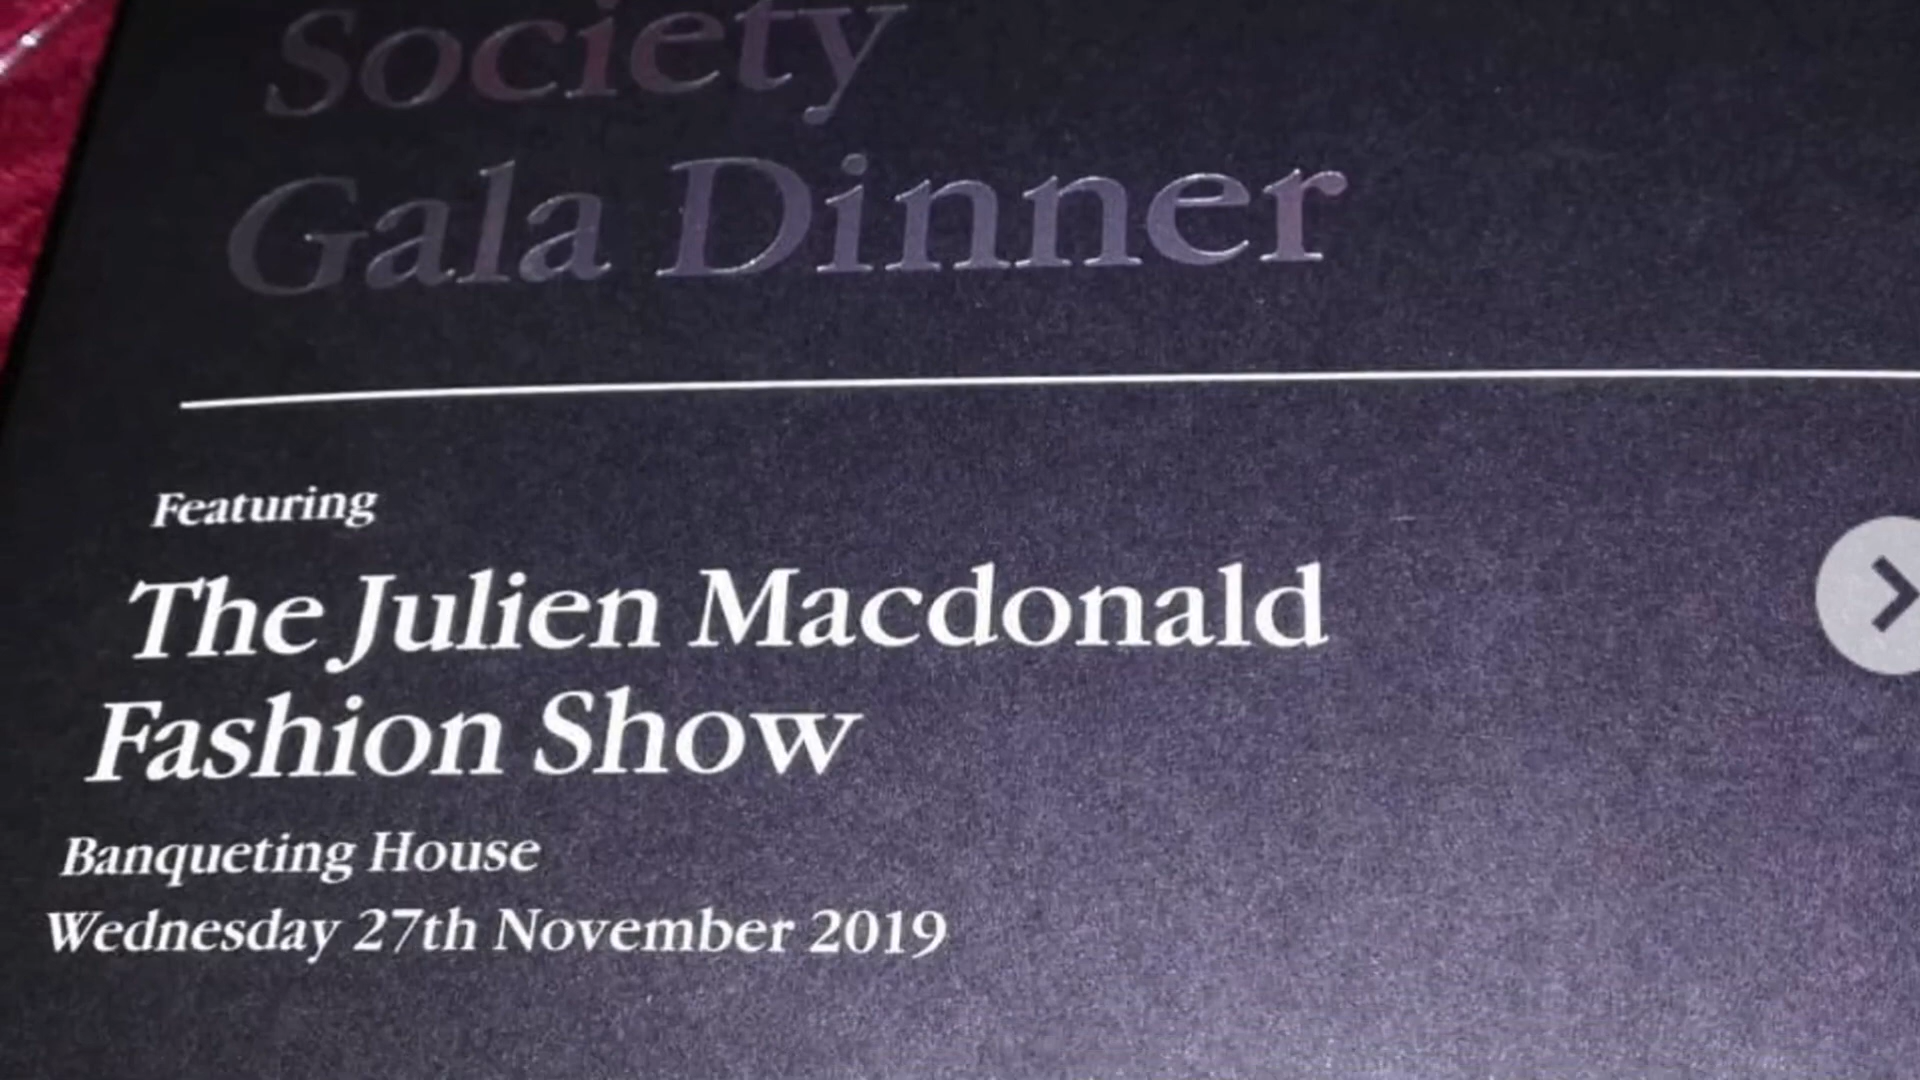 Society
Gala Dinner
Featuring
The Julien Macdonald
Fashion Show
Banqueting House
Wednesday 27th November 2019